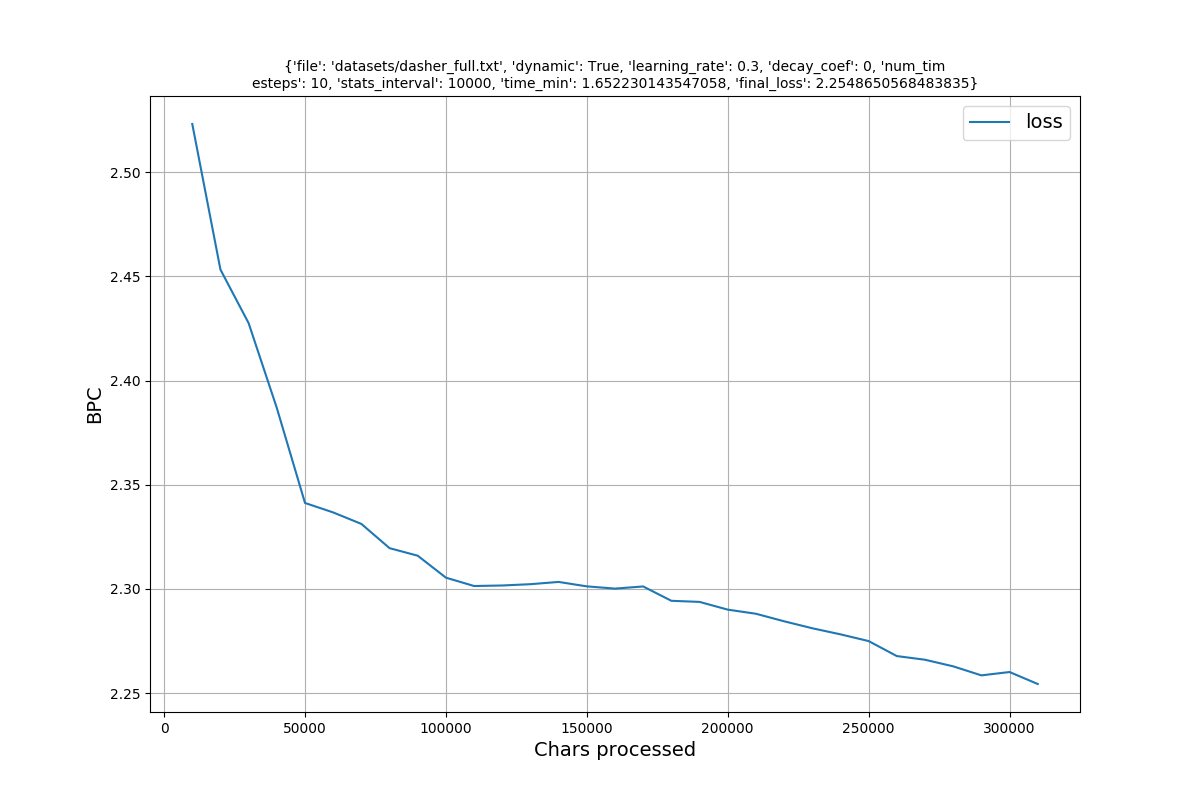 {'file': 'datasets/dasher_full.txt', 'dynamic': True, 'learning_rate': 0.3, 'decay_coef': 0, 'num_tim
esteps': 10, 'stats_interval': 10000, 'time_min': 1.652230143547058, 'final_loss': 2.2548650568483835}
loss
2.50
2.45
2.40
2.35
2.30
2.25
BPC
0 50000 100000 150000 200000 250000 300000
Chars processed